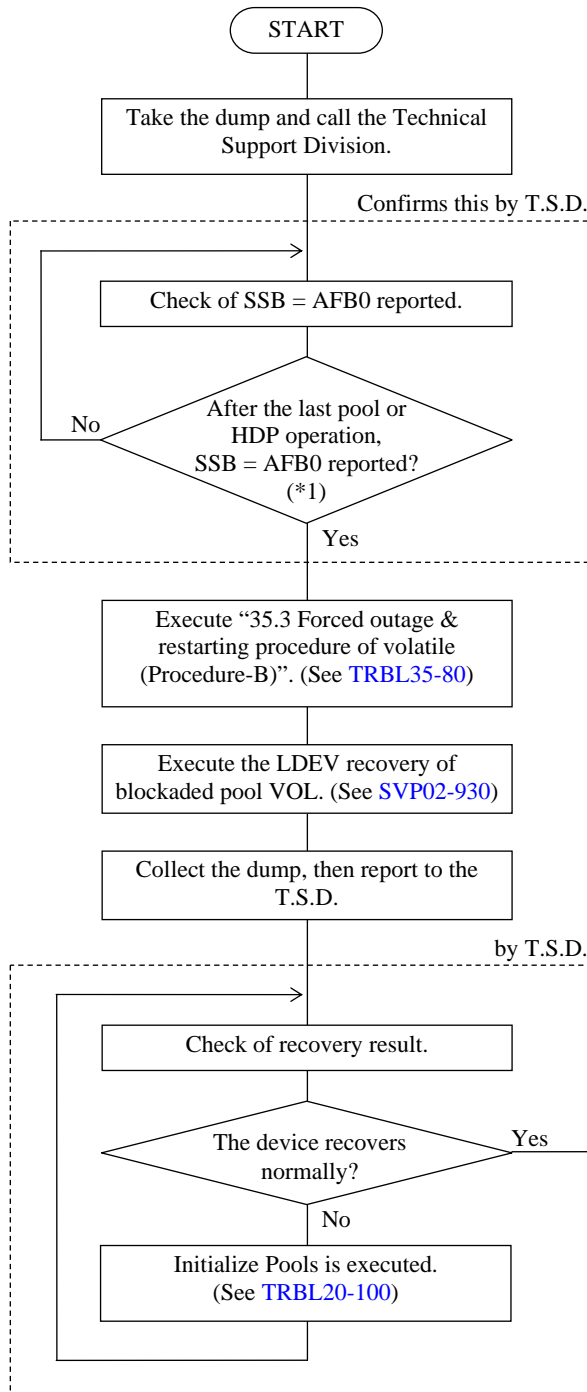 START
Take the dump and call the Technical
Support Division.
Confirms this by T.S.D.
Check of SSB = AFB0 reported.
After the last pool or
HDP operation,
SSB = AFB0 reported?
(*1)
No
Yes
Execute “35.3 Forced outage &
restarting procedure of volatile
(Procedure-B)”. (See TRBL35-80)
Execute the LDEV recovery of
blockaded pool VOL. (See SVP02-930)
Collect the dump, then report to the
T.S.D.
by T.S.D.
Check of recovery result.
The device recovers
normally?
Yes
No
Initialize Pools is executed.
(See TRBL20-100)